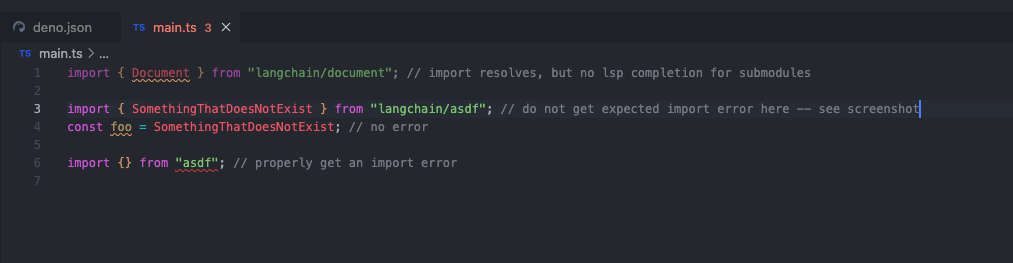 deno.json TS main.ts 3 ×
TS main.ts > ...
1 import { Document } from "langchain/document"; // import resolves, but no lsp completion for submodules
2
3 import { SomethingThatDoesNotExist } from "langchain/asdf"; // do not get expected import error here -- see screenshot
4 const foo = SomethingThatDoesNotExist; // no error
5
6 import {} from "asdf"; // properly get an import error
7